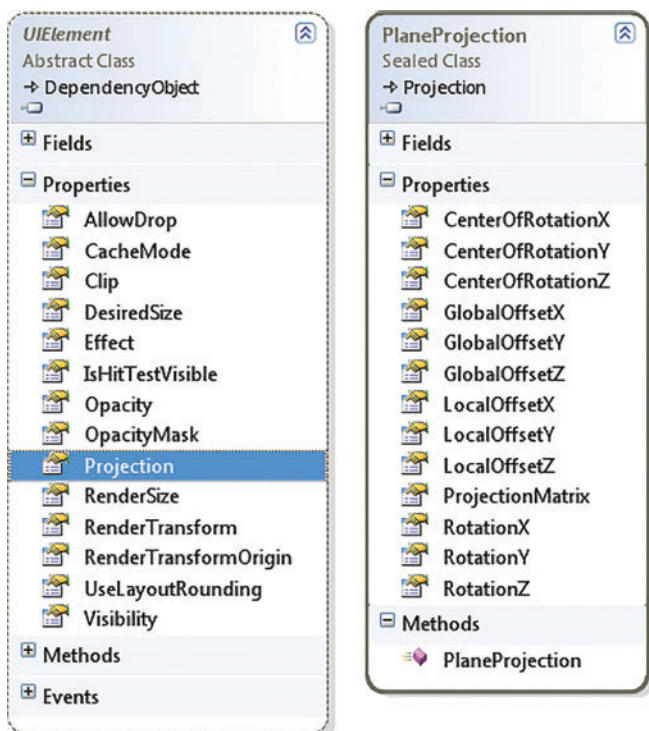 UIElement
Abstract Class
DependencyObject
Fields
Properties
AllowDrop
CacheMode
Clip
DesiredSize
Effect
IsHitTestVisible
Opacity
OpacityMask
Projection
RenderSize
RenderTransform
RenderTransformOrigin
UseLayoutRounding
Visibility
Methods
Events
PlaneProjection
Sealed Class
Projection
Fields
Properties
CenterOfRotationX
CenterOfRotationY
CenterOfRotationZ
GlobalOffsetX
GlobalOffsetY
GlobalOffsetZ
LocalOffsetX
LocalOffsetY
LocalOffsetZ
ProjectionMatrix
RotationX
RotationY
RotationZ
Methods
PlaneProjection